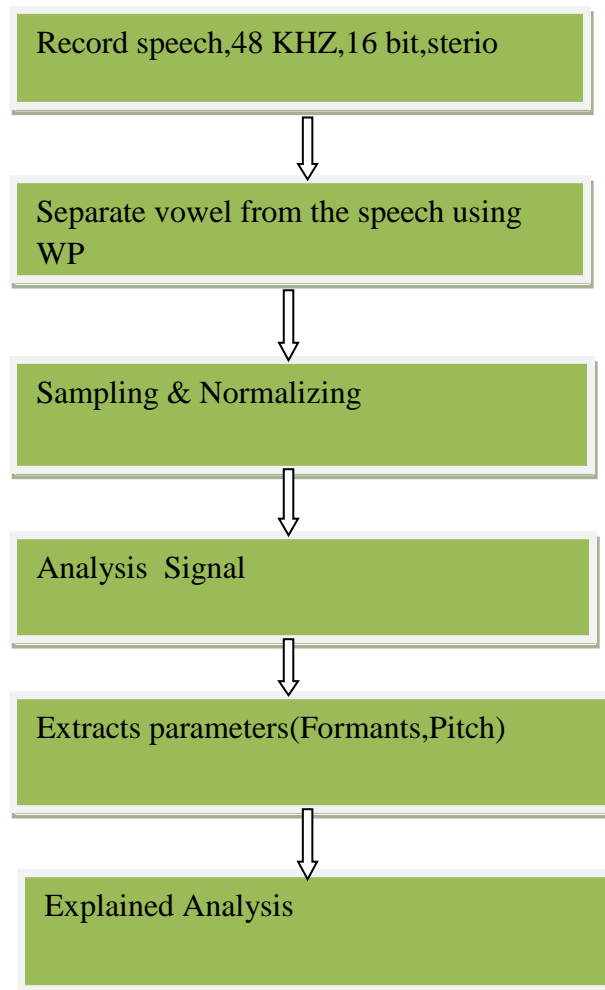 Record speech,48 KHZ,16 bit,sterio
Separate vowel from the speech using
WP
Sampling & Normalizing
Analysis  Signal
Extracts parameters(Formants,Pitch)
Explained Analysis